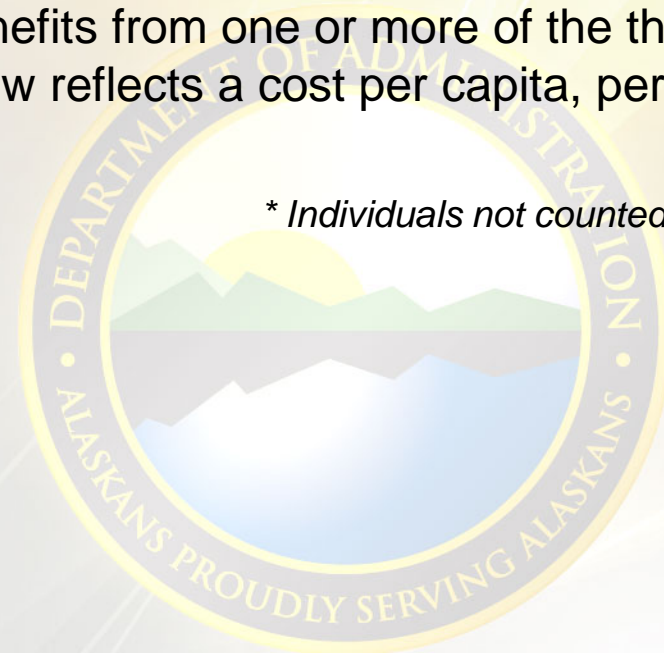 nefits from one or more of the th
w reflects a cost per capita, per
* Individuals not counted
DEPARTMENT OF ADMINISTRATION
• ALASKANS PROUDLY SERVING ALASKANS •